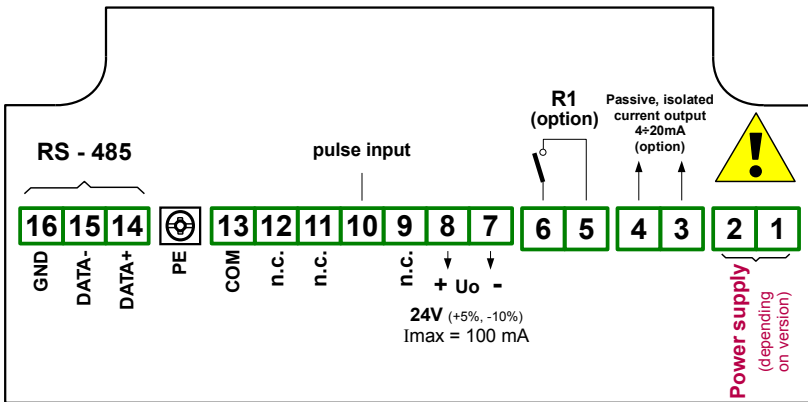 R1
(option)
Passive, isolated
current output
4÷20mA
(option)
RS - 485
pulse input
16 15 14 13 12 11 10 9 8 7 6 5 4 3 2 1
GND
DATA-
DATA+
PE
COM
n.c.
n.c.
n.c.
+ Uo -
24V (+5%, -10%)
Imax = 100 mA
Power supply
(depending
on version)
!